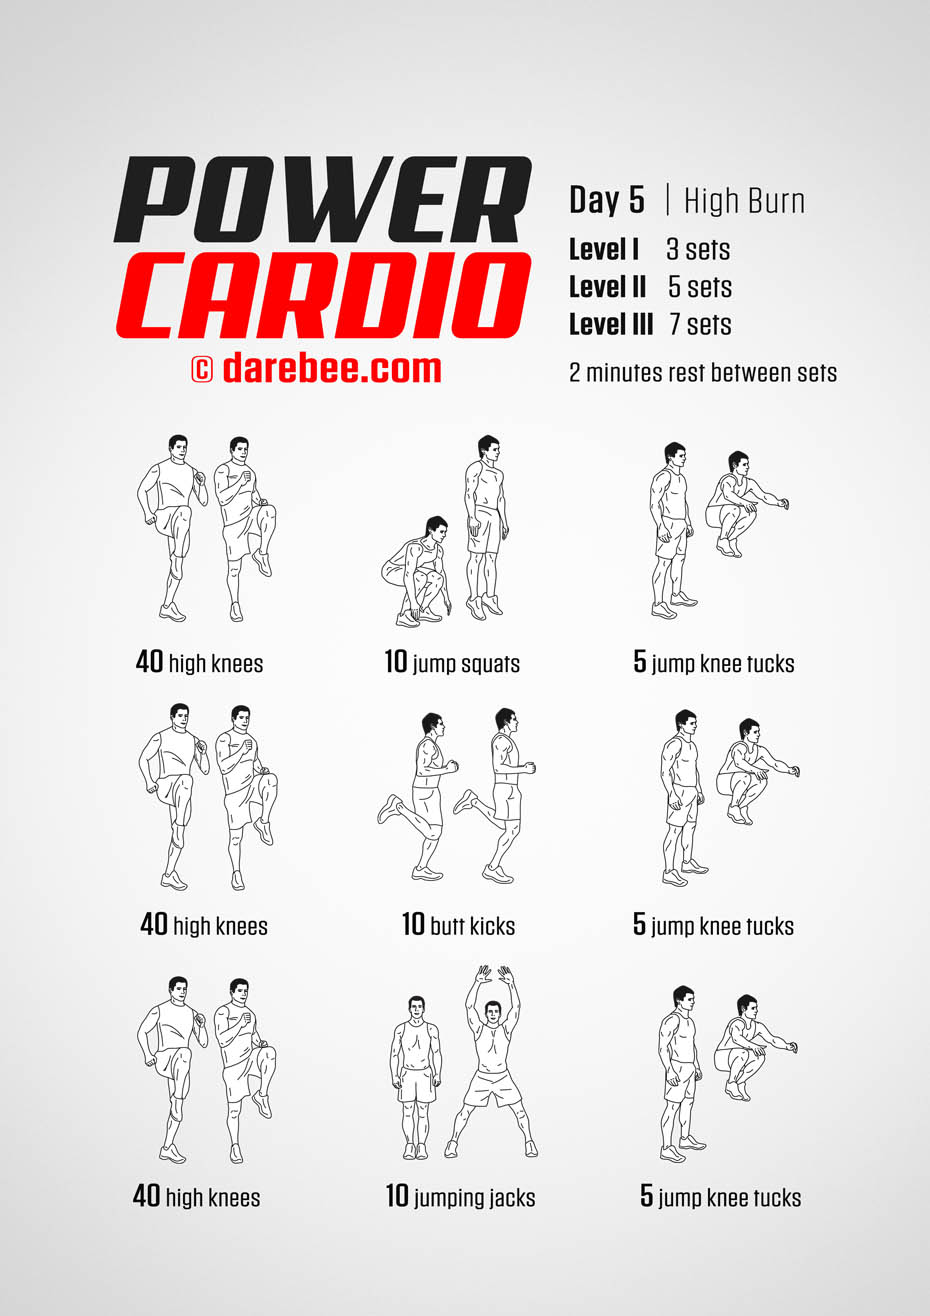 POWER
CARDIO
© darebee.com
Day 5 | High Burn
Level I 3 sets
Level II 5 sets
Level III 7 sets
2 minutes rest between sets
40 high knees
10 jump squats
5 jump knee tucks
40 high knees
10 butt kicks
5 jump knee tucks
40 high knees
10 jumping jacks
5 jump knee tucks